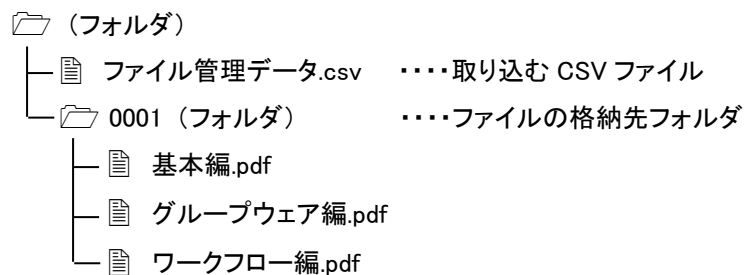 （フォルダ）
ファイル管理データ.csv ････取り込む CSV ファイル
0001（フォルダ） ････ファイルの格納先フォルダ
基本編.pdf
グループウェア編.pdf
ワークフロー編.pdf